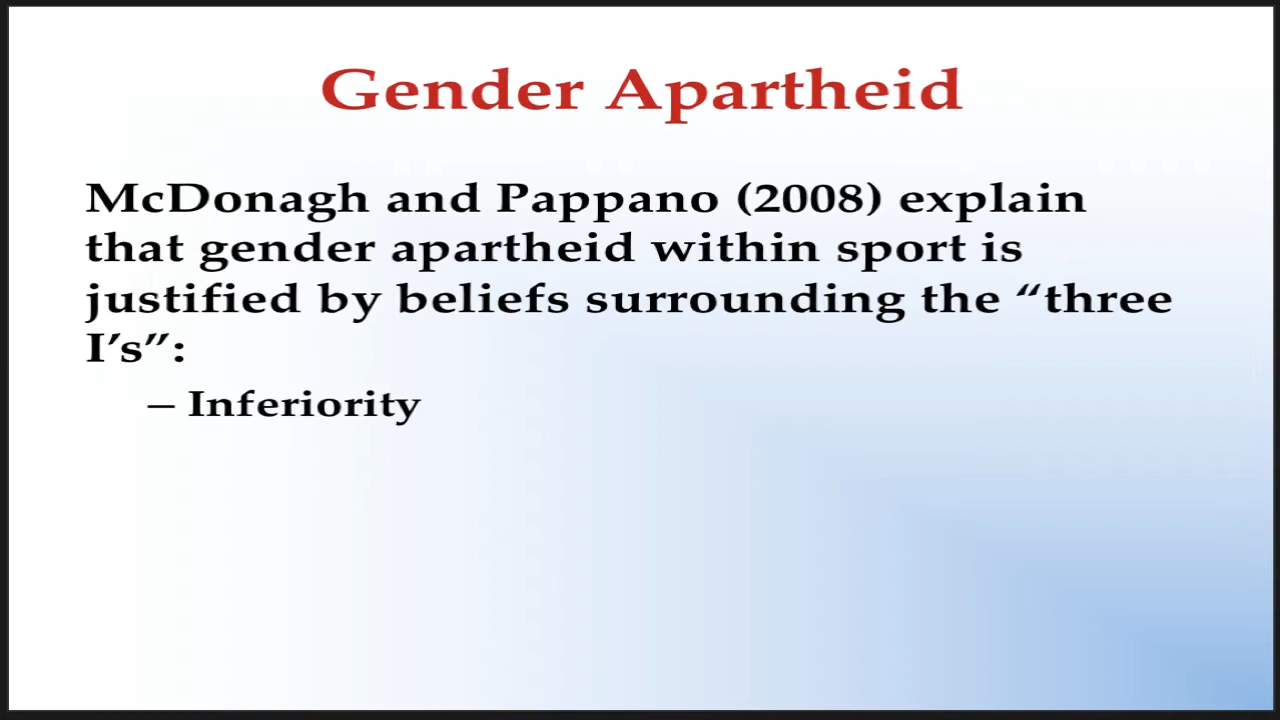 Gender Apartheid
McDonagh and Pappano (2008) explain
that gender apartheid within sport is
justified by beliefs surrounding the “three
I’s”:
– Inferiority